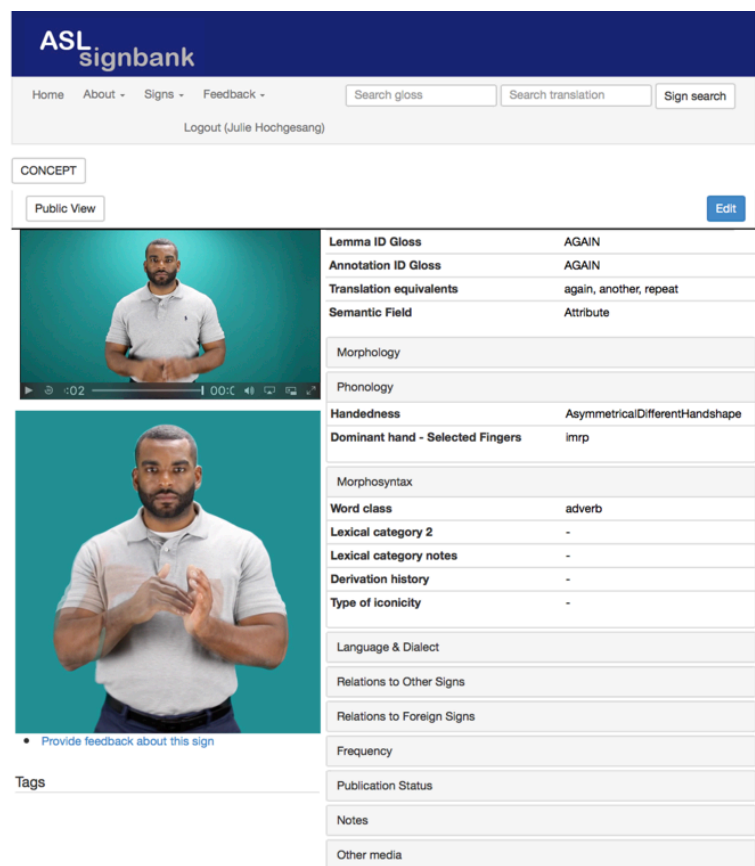 ASL
signbank
Home About Signs Feedback Search gloss Search translation Sign search
Logout (Julie Hochgesang)
CONCEPT
Public View Edit
Lemma ID Gloss AGAIN
Annotation ID Gloss AGAIN
Translation equivalents again, another, repeat
Semantic Field Attribute
Morphology
Phonology
:02 00:0
Handedness AsymmetricalDifferentHandshape
Dominant hand - Selected Fingers imrp
Morphosyntax
Word class adverb
Lexical category 2 -
Lexical category notes -
Derivation history -
Type of iconicity -
Language & Dialect
Relations to Other Signs
Relations to Foreign Signs
Provide feedback about this sign
Frequency
Tags
Publication Status
Notes
Other media